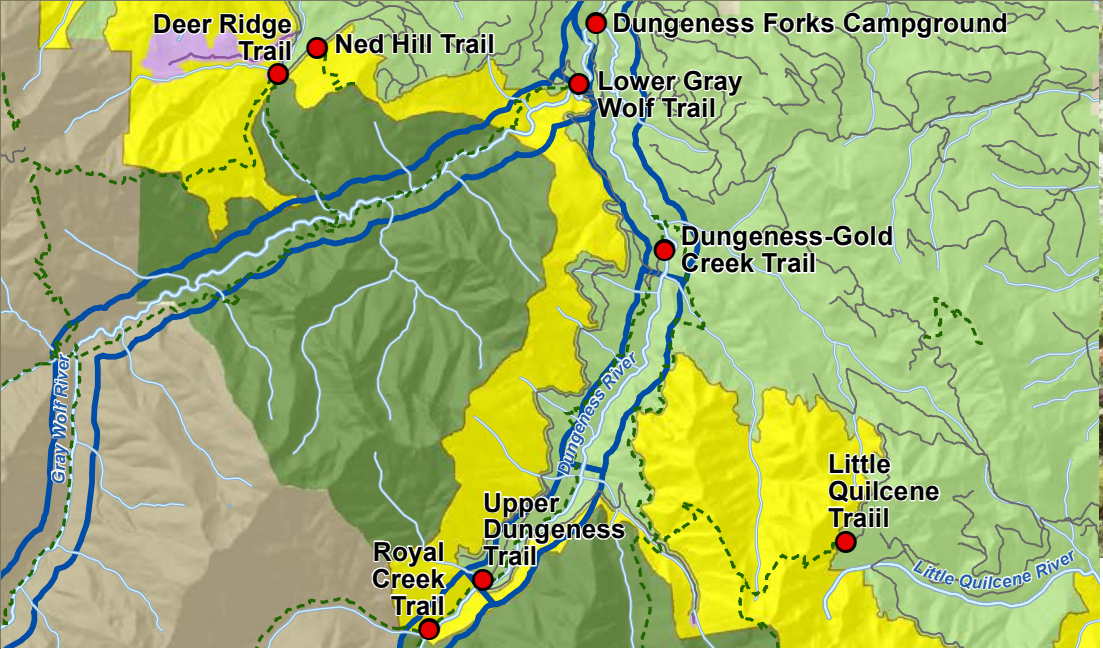 Deer Ridge
Trail
Ned Hill Trail
Dungeness Forks Campground
Lower Gray
Wolf Trail
Dungeness-Gold
Creek Trail
Gray Wolf River
Dungeness River
Little
Quilcene
Traiil
Upper
Dungeness
Trail
Royal
Creek
Trail
Little Quilcene River